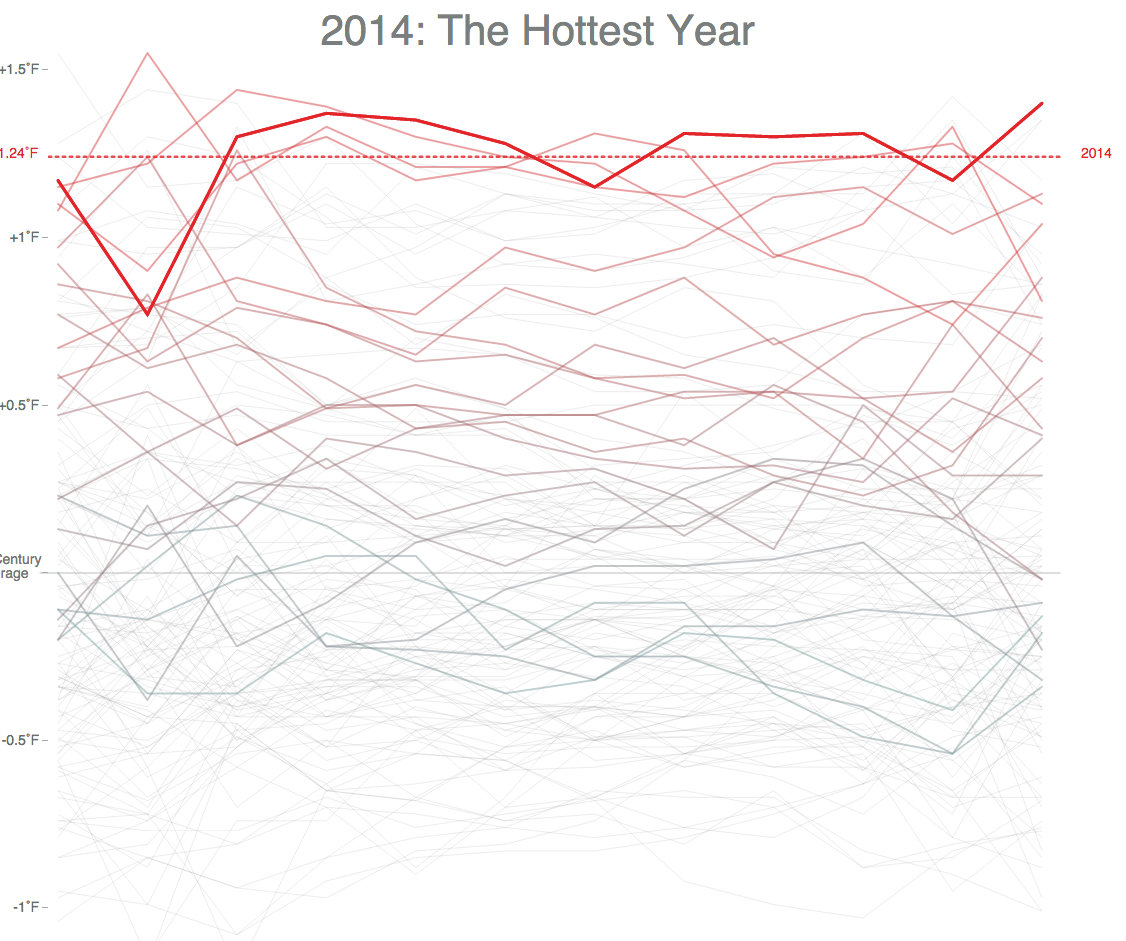 2014: The Hottest Year
+1.5°F
1.24°F
2014
+1°F
+0.5°F
Century
rage
-0.5°F
-1°F